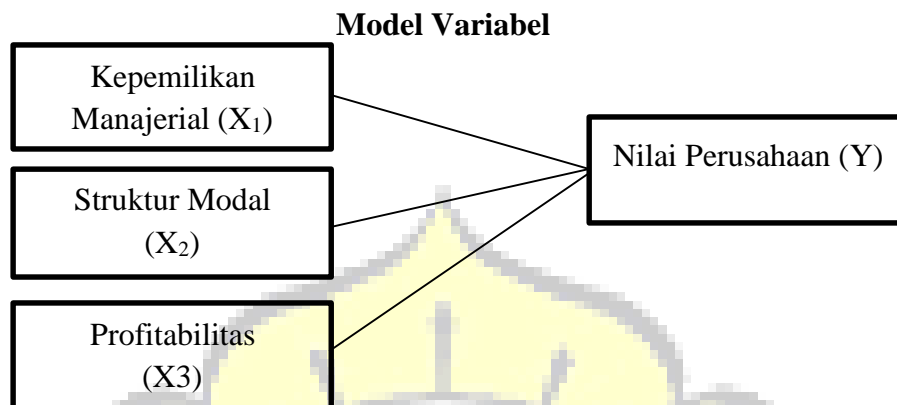 Model Variabel
Kepemilikan
Manajerial (X₁)
Nilai Perusahaan (Y)
Struktur Modal
(X₂)
Profitabilitas
(X3)